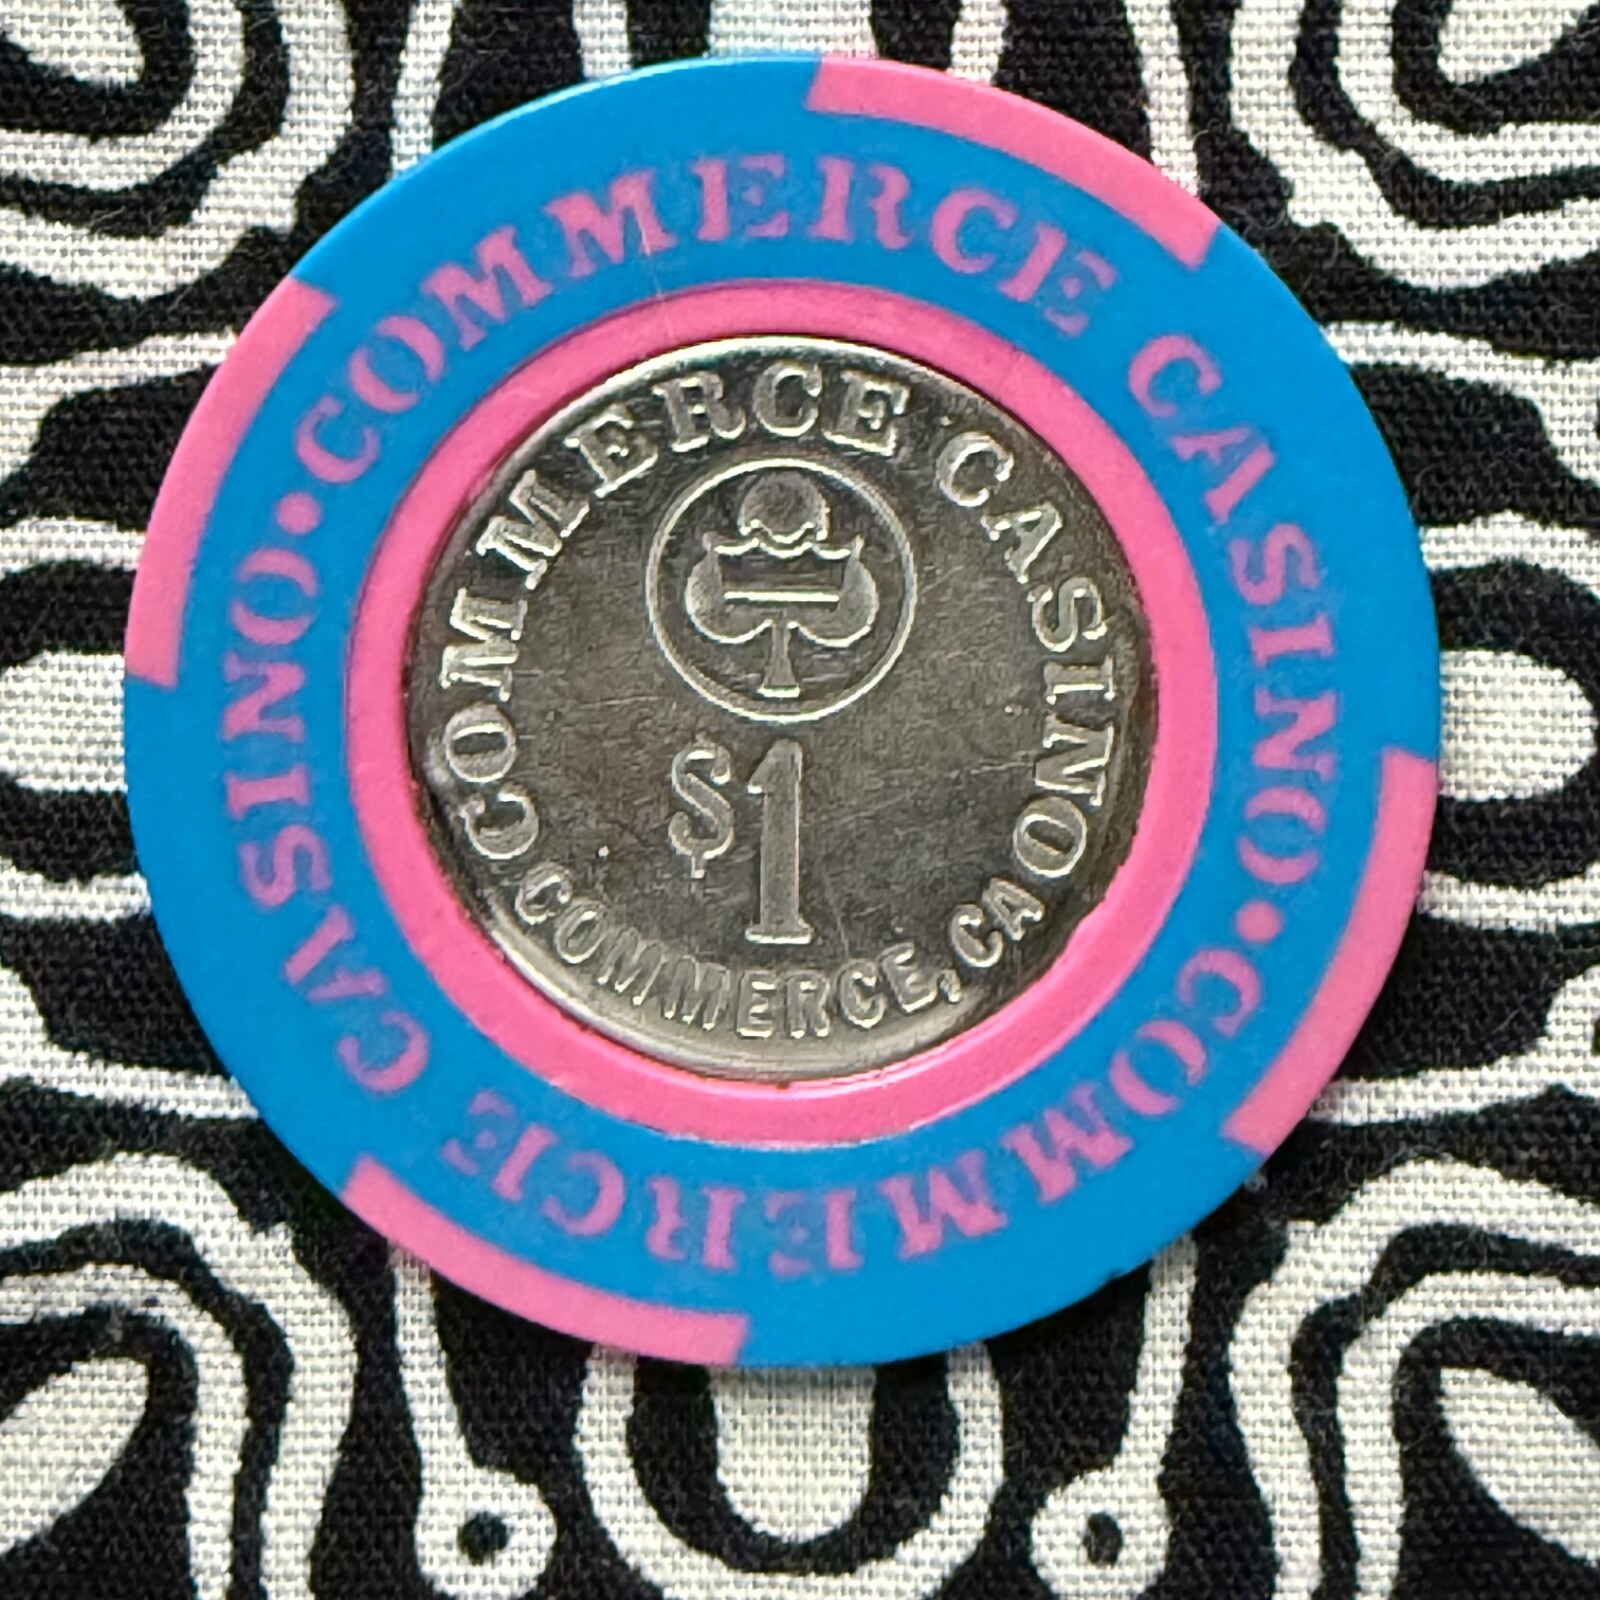 COMMERCE CASINO • COMMERCE CASINO •
COMMERCE CASINO
$1
COMMERCE, CA